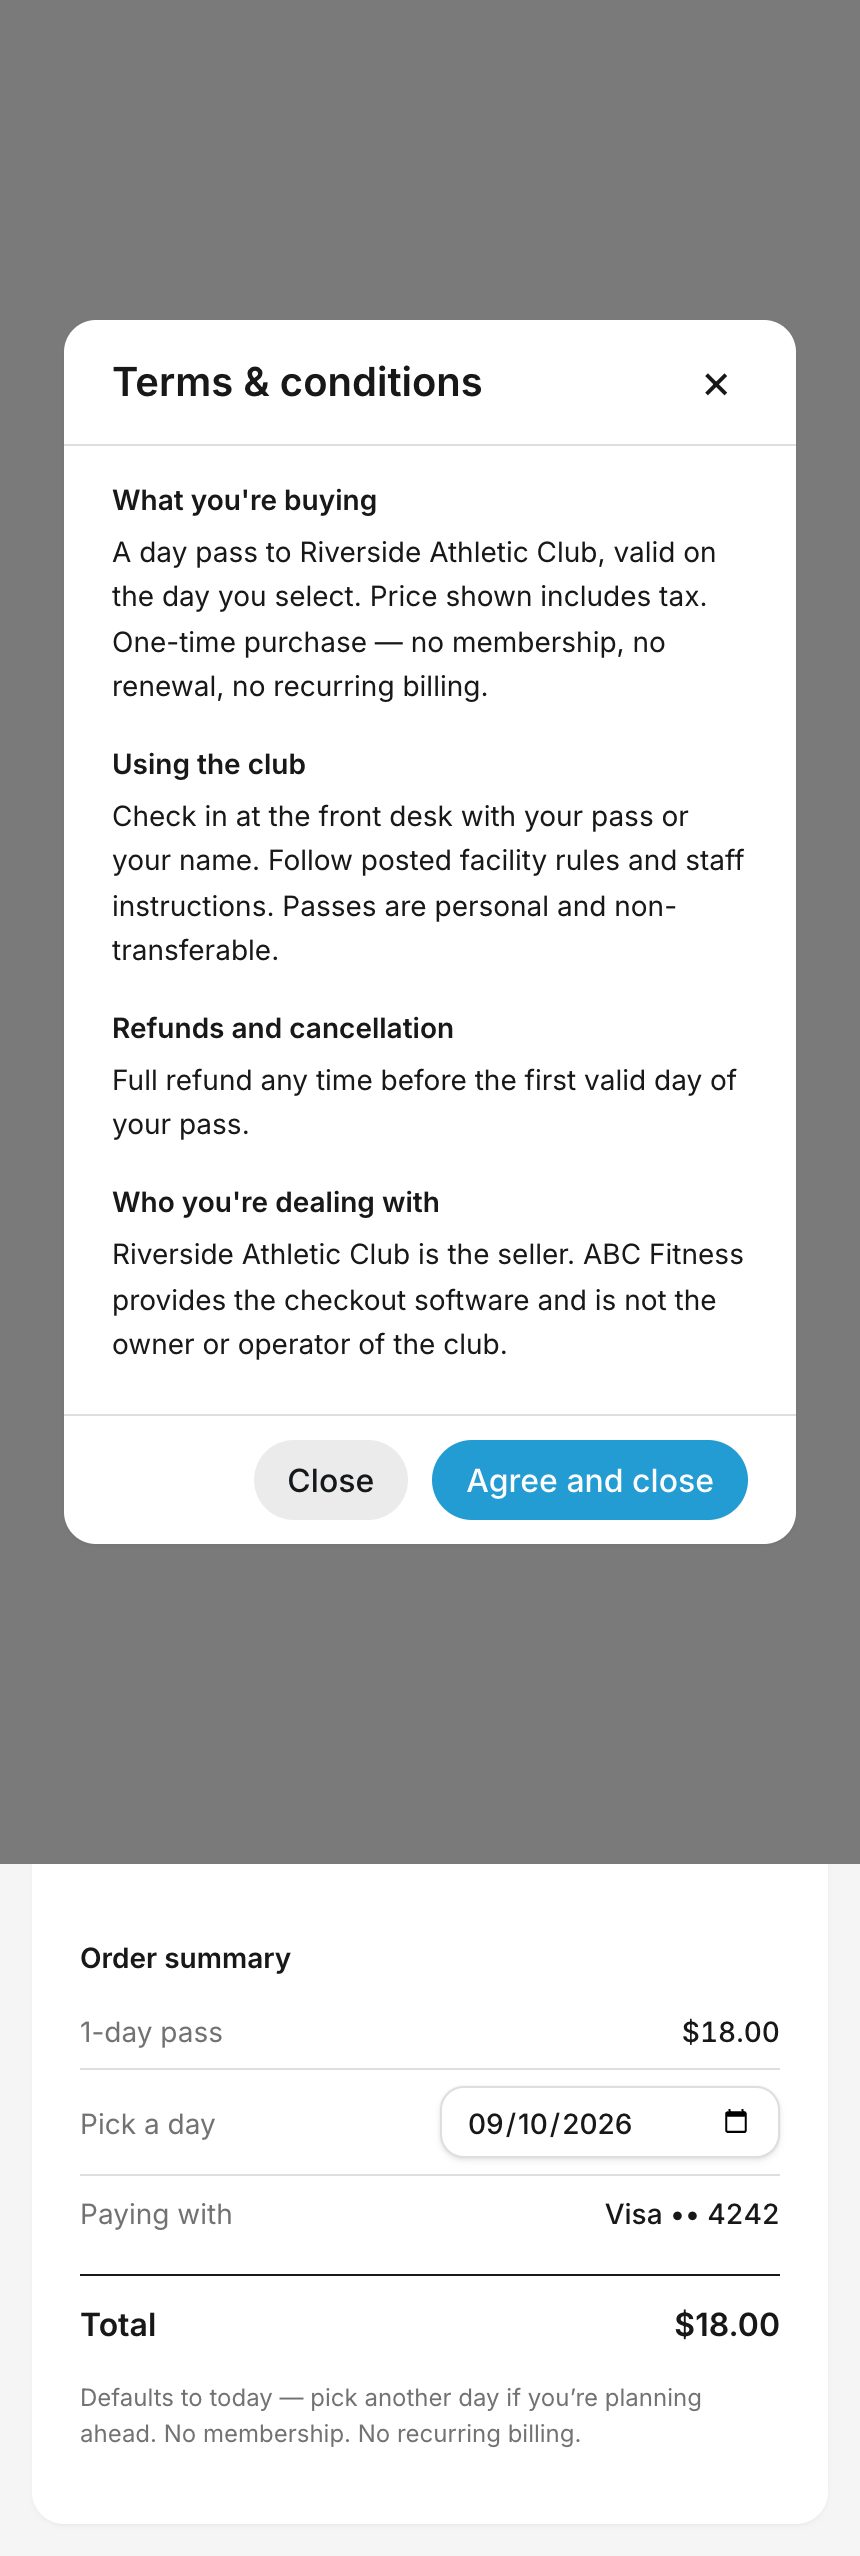 Terms & conditions
What you're buying
A day pass to Riverside Athletic Club, valid on
the day you select. Price shown includes tax.
One-time purchase — no membership, no
renewal, no recurring billing.
Using the club
Check in at the front desk with your pass or
your name. Follow posted facility rules and staff
instructions. Passes are personal and non-
transferable.
Refunds and cancellation
Full refund any time before the first valid day of
your pass.
Who you're dealing with
Riverside Athletic Club is the seller. ABC Fitness
provides the checkout software and is not the
owner or operator of the club.
Close Agree and close
Order summary
1-day pass $18.00
Pick a day 09/10/2026
Paying with Visa •• 4242
Total $18.00
Defaults to today — pick another day if you’re planning
ahead. No membership. No recurring billing.